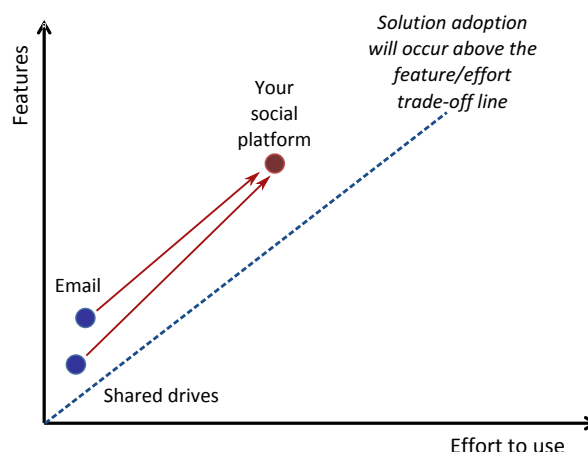 Solution adoption
will occur above the
feature/effort
trade-off line
Features
Your
social
platform
Email
Shared drives
Effort to use